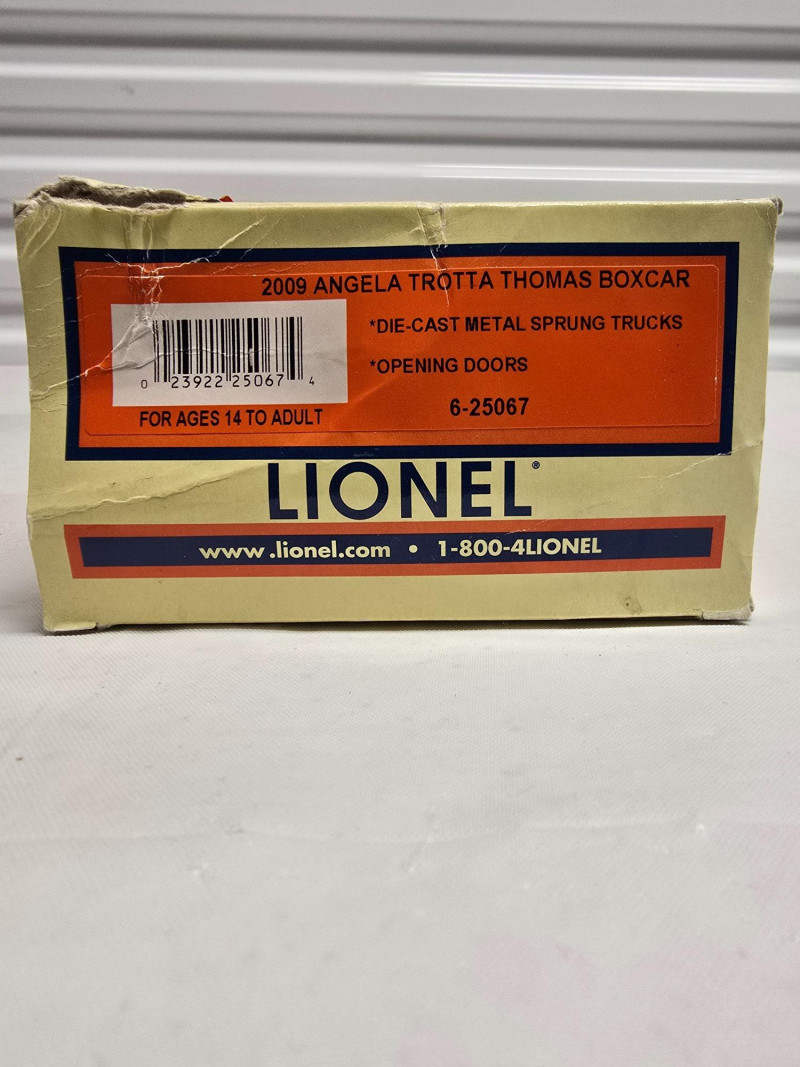 2009 ANGELA TROTTA THOMAS BOXCAR
*DIE-CAST METAL SPRUNG TRUCKS
*OPENING DOORS
0 23922 25067 4
FOR AGES 14 TO ADULT
6-25067
LIONEL®
www.lionel.com • 1-800-4LIONEL